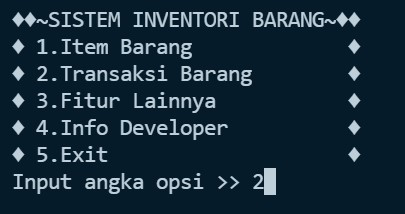 ♦♦~SISTEM INVENTORI BARANG~♦♦
♦ 1.Item Barang ♦
♦ 2.Transaksi Barang ♦
♦ 3.Fitur Lainnya ♦
♦ 4.Info Developer ♦
♦ 5.Exit ♦
Input angka opsi >> 2